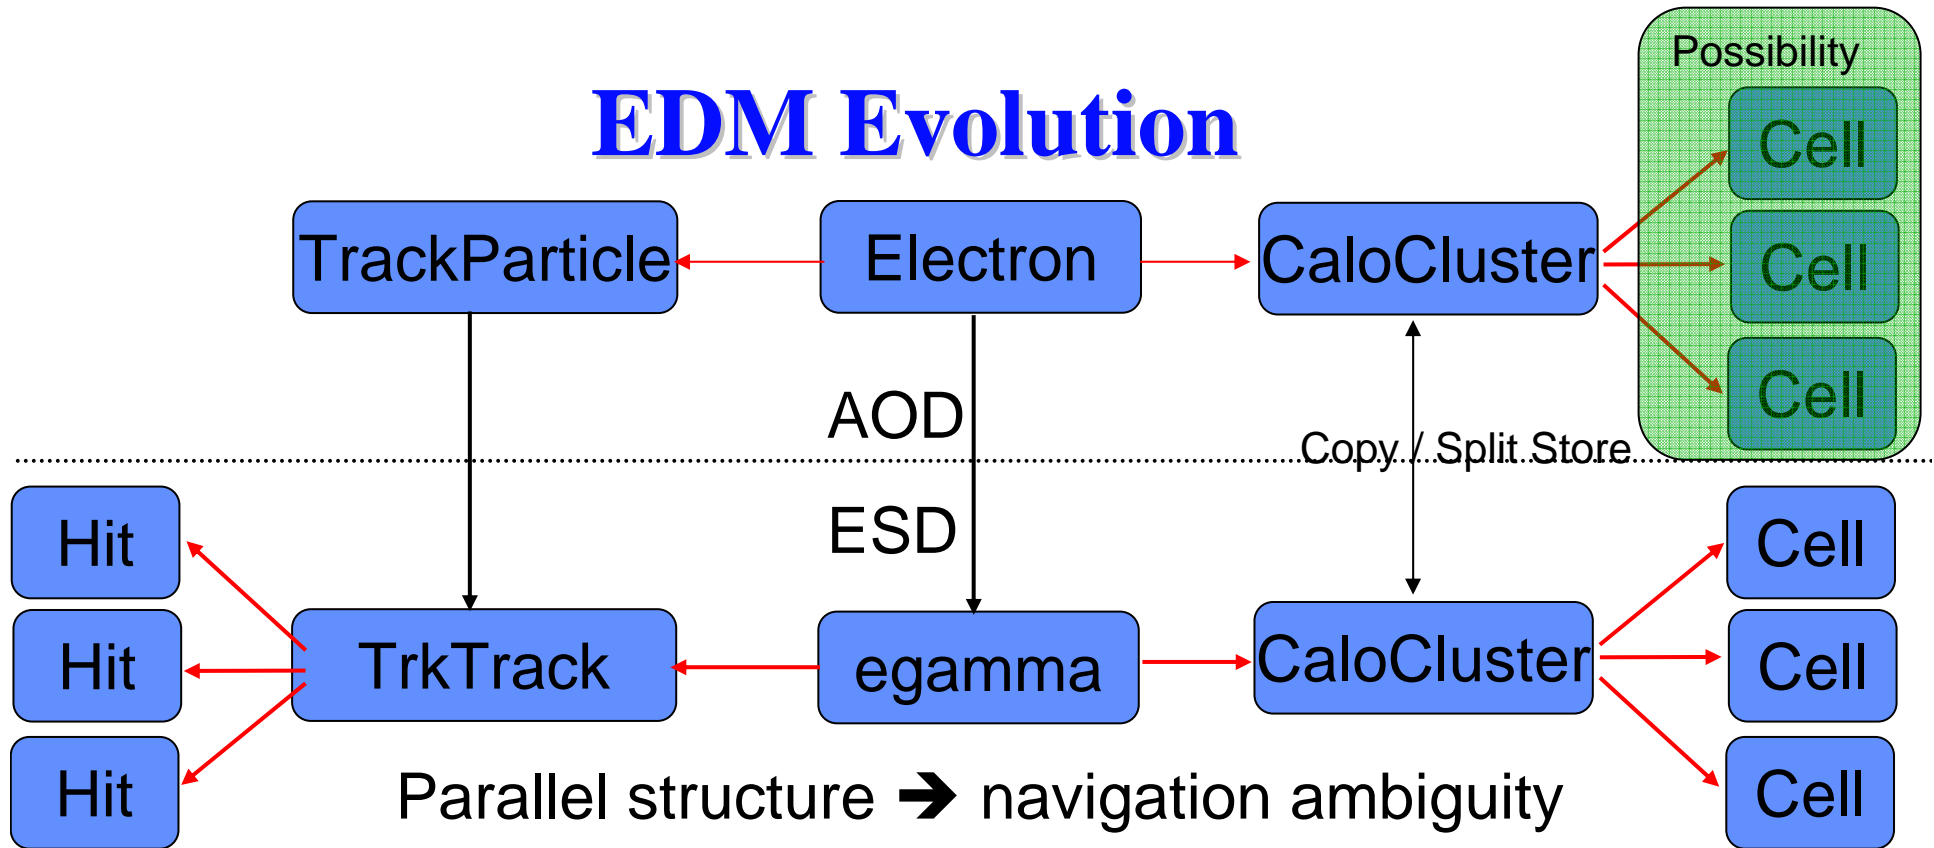 Possibility
EDM Evolution
Cell
TrackParticle
Electron
CaloCluster
Cell
Cell
AOD
Copy / Split Store
ESD
Hit
Cell
Hit
TrkTrack
egamma
CaloCluster
Cell
Hit
Parallel structure ➔ navigation ambiguity
Cell